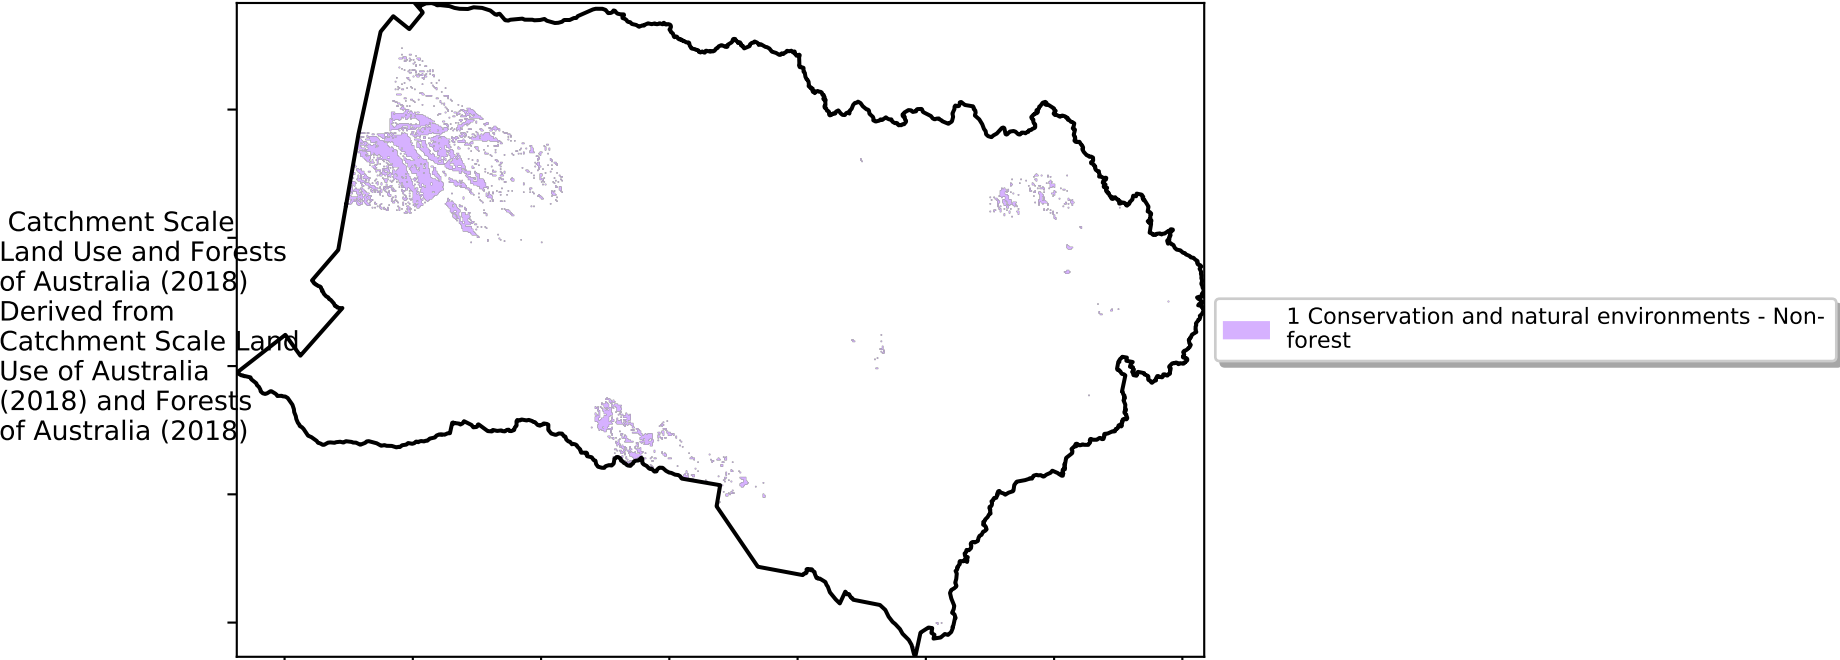 Catchment Scale
Land Use and Forests
of Australia (2018)
Derived from
Catchment Scale Land
Use of Australia
(2018) and Forests
of Australia (2018)
1 Conservation and natural environments - Non-
forest